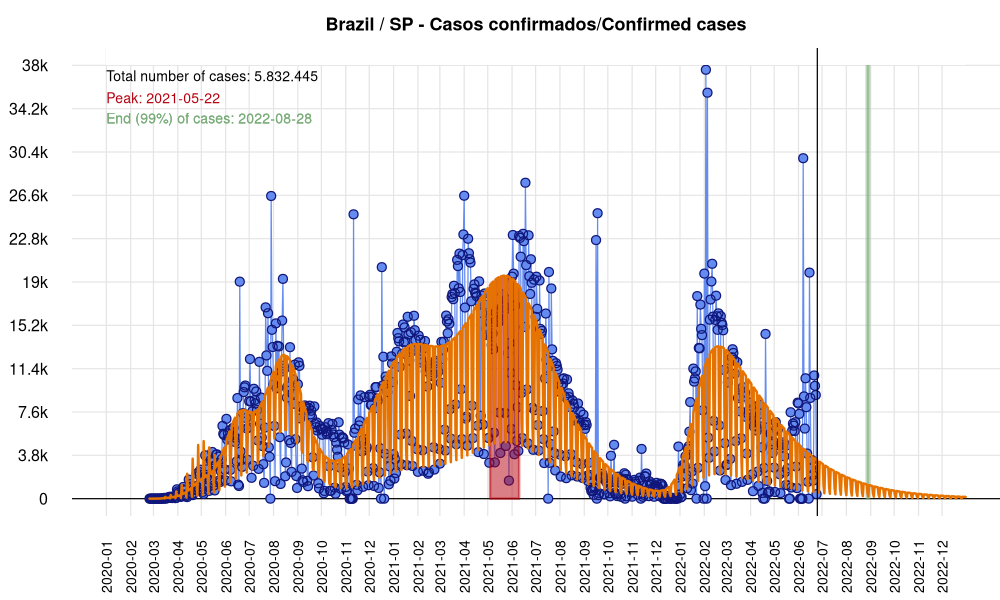 Brazil / SP - Casos confirmados/Confirmed cases
Total number of cases: 5.832.445
Peak: 2021-05-22
End (99%) of cases: 2022-08-28
38k
34.2k
30.4k
26.6k
22.8k
19k
15.2k
11.4k
7.6k
3.8k
0
2020-01
2020-02
2020-03
2020-04
2020-05
2020-06
2020-07
2020-08
2020-09
2020-10
2020-11
2020-12
2021-01
2021-02
2021-03
2021-04
2021-05
2021-06
2021-07
2021-08
2021-09
2021-10
2021-11
2021-12
2022-01
2022-02
2022-03
2022-04
2022-05
2022-06
2022-07
2022-08
2022-09
2022-10
2022-11
2022-12